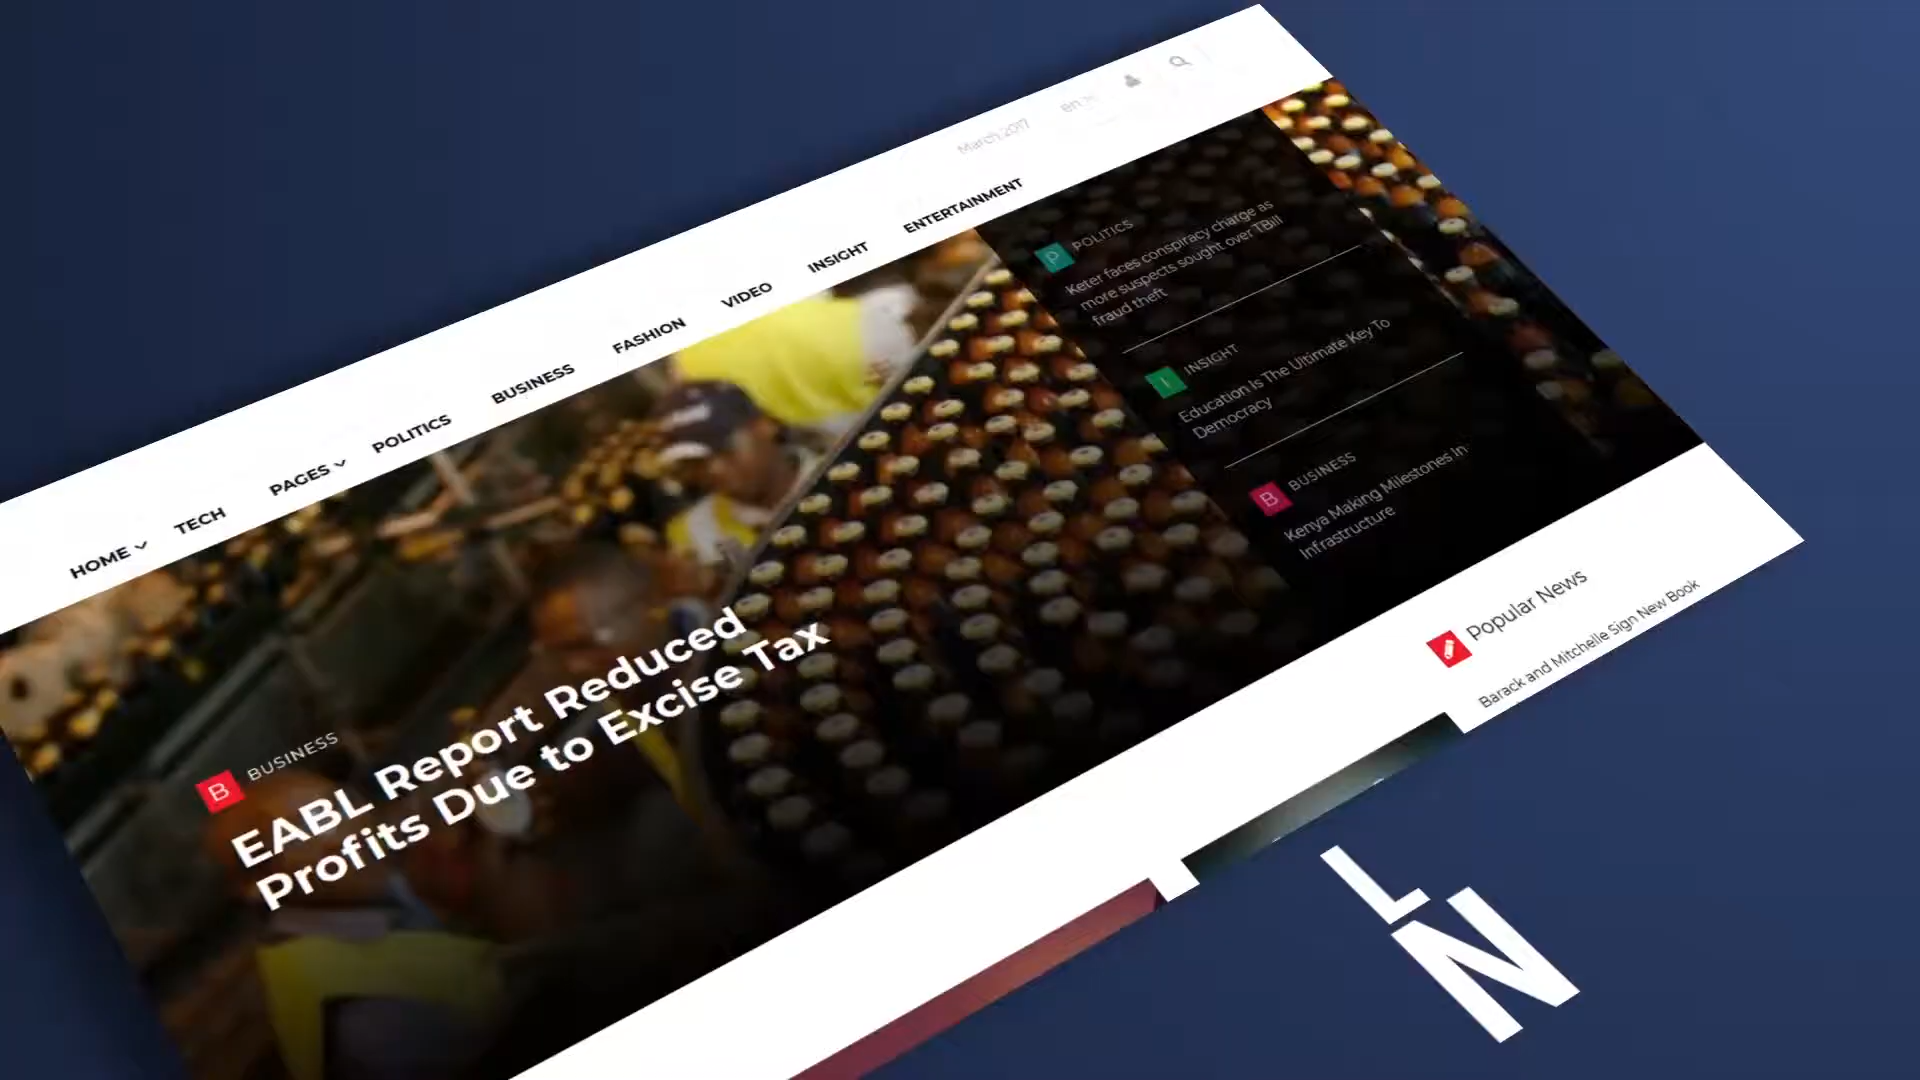 March 2017
en
HOME
TECH
PAGES
POLITICS
BUSINESS
FASHION
VIDEO
INSIGHT
ENTERTAINMENT
B BUSINESS
EABL Report Reduced
Profits Due to Excise Tax
P POLITICS
Keter faces conspiracy charge as
more suspects sought over TBill
fraud theft
I INSIGHT
Education Is The Ultimate Key To
Democracy
B BUSINESS
Kenya Making Milestones In
Infrastructure
Popular News
Barack and Mitchelle Sign New Book
L
N